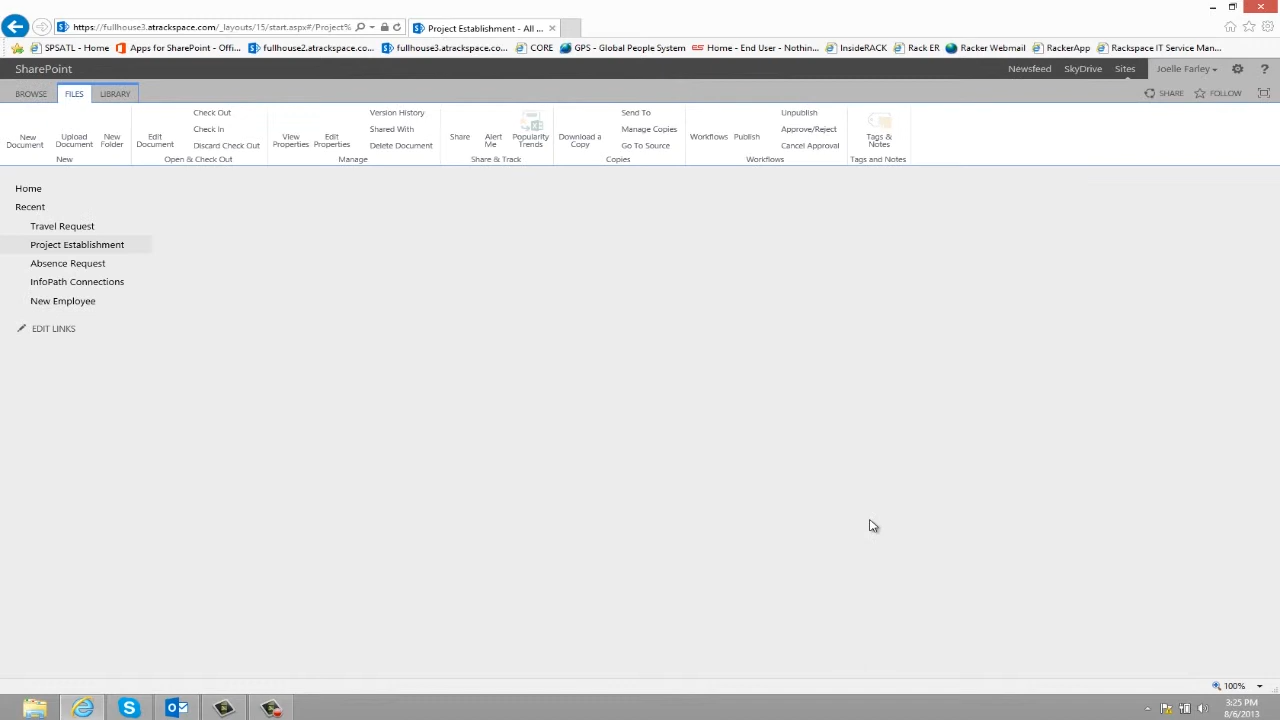 https://fullhouse3.atrackspace.com/_layouts/15/start.aspx#/Project%
Project Establishment - All ...
SPSATL - Home
Apps for SharePoint - Offi...
fullhouse2.atrackspace.co...
fullhouse3.atrackspace.co...
CORE
GPS - Global People System
Home - End User - Nothin...
InsideRACK
Rack ER
Racker Webmail
RackerApp
Rackspace IT Service Man...
SharePoint
Newsfeed
SkyDrive
Sites
Joelle Farley
BROWSE
FILES
LIBRARY
SHARE
FOLLOW
New
Document
Upload
Document
New
Folder
New
Edit
Document
Check Out
Check In
Discard Check Out
Open & Check Out
View
Properties
Edit
Properties
Version History
Shared With
Delete Document
Manage
Share
Alert
Me
Popularity
Trends
Share & Track
Download a
Copy
Send To
Manage Copies
Go To Source
Copies
Workflows
Publish
Unpublish
Approve/Reject
Cancel Approval
Workflows
Tags &
Notes
Tags and Notes
Home
Recent
Travel Request
Project Establishment
Absence Request
InfoPath Connections
New Employee
EDIT LINKS
100%
3:25 PM
8/6/2013